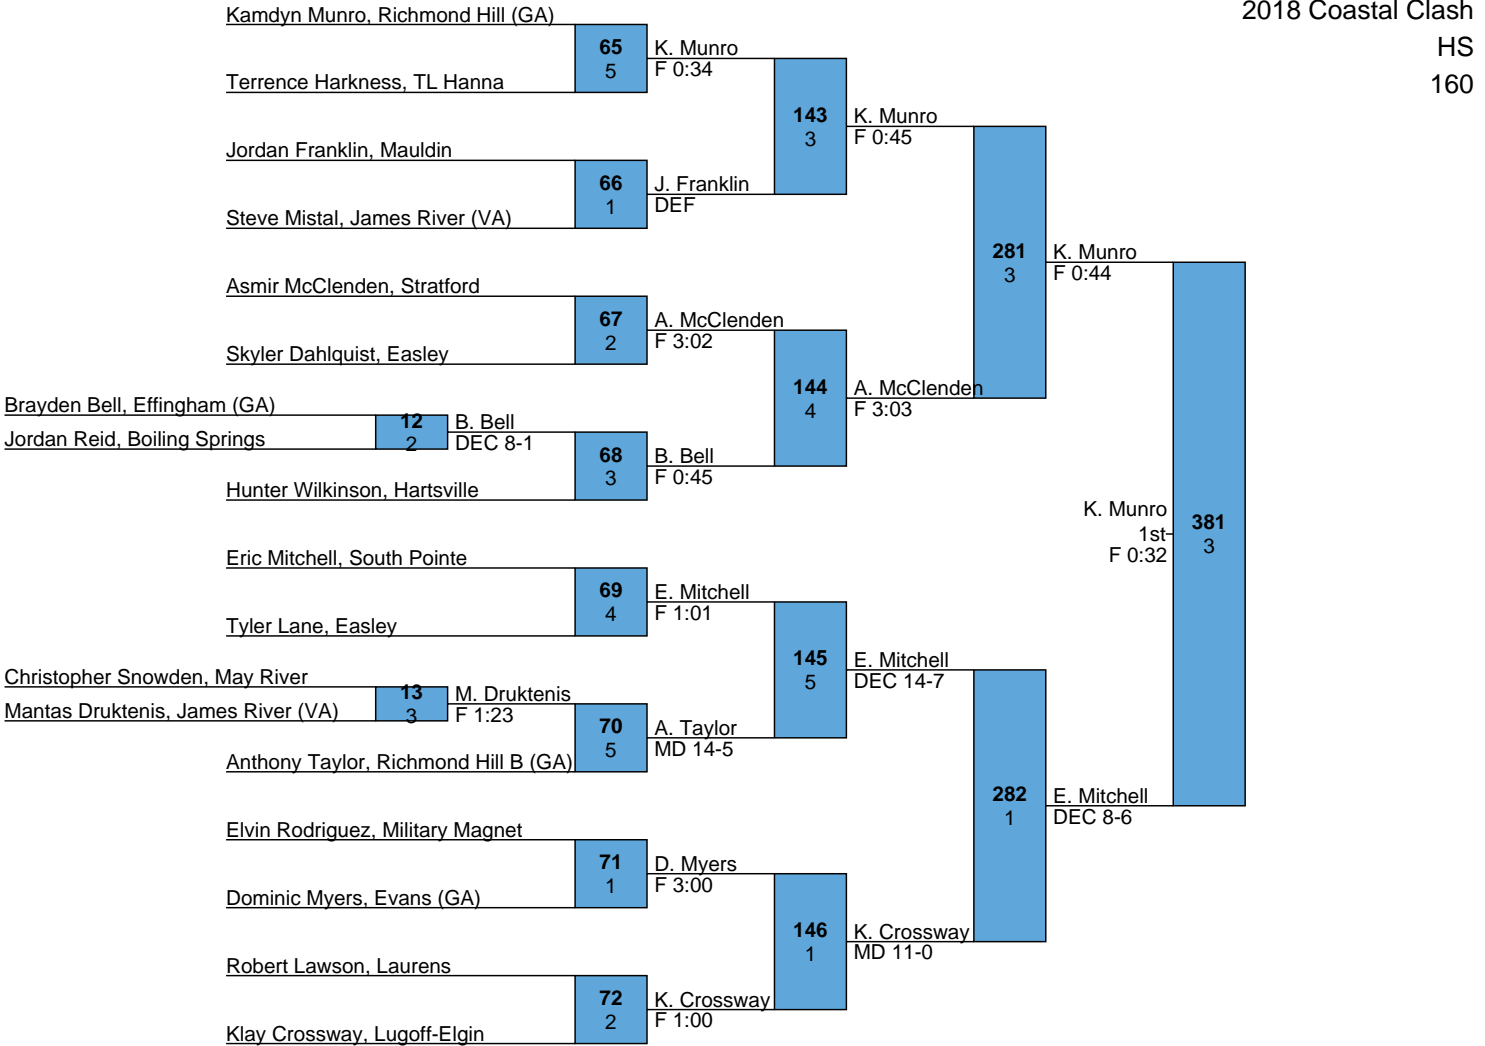 2018 Coastal Clash
HS
160
Kamdyn Munro, Richmond Hill (GA)
65
5
K. Munro
F 0:34
Terrence Harkness, TL Hanna
143
3
K. Munro
F 0:45
Jordan Franklin, Mauldin
66
1
J. Franklin
DEF
Steve Mistal, James River (VA)
281
3
K. Munro
F 0:44
Asmir McClenden, Stratford
67
2
A. McClenden
F 3:02
Skyler Dahlquist, Easley
144
4
A. McClenden
F 3:03
Brayden Bell, Effingham (GA)
12
2
B. Bell
DEC 8-1
Jordan Reid, Boiling Springs
68
3
B. Bell
F 0:45
Hunter Wilkinson, Hartsville
K. Munro
1st
F 0:32
381
3
Eric Mitchell, South Pointe
69
4
E. Mitchell
F 1:01
Tyler Lane, Easley
145
5
E. Mitchell
DEC 14-7
Christopher Snowden, May River
13
3
M. Druktenis
F 1:23
Mantas Druktenis, James River (VA)
70
5
A. Taylor
MD 14-5
Anthony Taylor, Richmond Hill B (GA)
282
1
E. Mitchell
DEC 8-6
Elvin Rodriguez, Military Magnet
71
1
D. Myers
F 3:00
Dominic Myers, Evans (GA)
146
1
K. Crossway
MD 11-0
Robert Lawson, Laurens
72
2
K. Crossway
F 1:00
Klay Crossway, Lugoff-Elgin